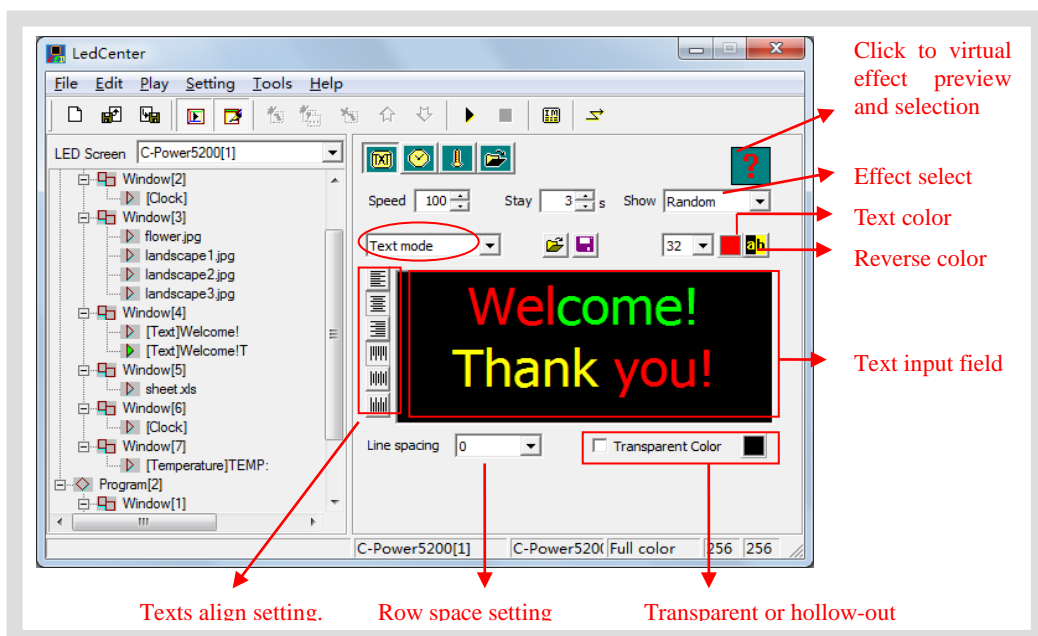 LedCenter
File Edit Play Setting Tools Help
LED Screen C-Power5200[1]
Window[2]
[Clock]
Window[3]
flower.jpg
landscape1.jpg
landscape2.jpg
landscape3.jpg
Window[4]
[Text]Welcome!
[Text]Welcome!T
Window[5]
sheet.xls
Window[6]
[Clock]
Window[7]
[Temperature]TEMP:
Program[2]
Window[1]
TXT
?
Speed 100 Stay 3 s Show Random
Text mode 32 ab
Welcome!
Thank you!
Line spacing 0 Transparent Color
C-Power5200[1] C-Power520( Full color 256 256
Click to virtual
effect preview
and selection
Effect select
Text color
Reverse color
Text input field
Texts align setting.
Row space setting
Transparent or hollow-out